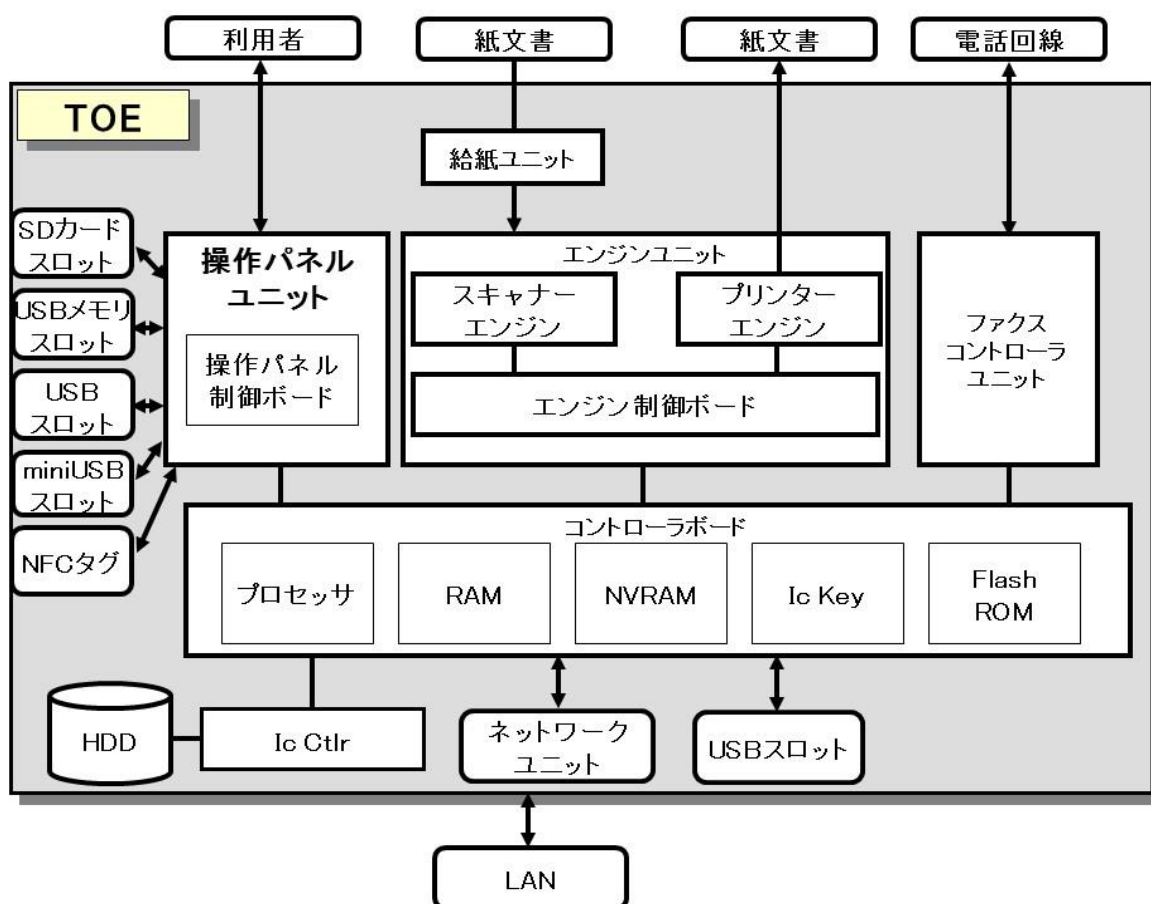 利用者
紙文書
紙文書
電話回線
TOE
給紙ユニット
SDカード
スロット
USBメモリ
スロット
USB
スロット
miniUSB
スロット
NFCタグ
操作パネル
ユニット
操作パネル
制御ボード
エンジンユニット
スキャナー
エンジン
プリンター
エンジン
エンジン制御ボード
ファクス
コントローラ
ユニット
コントローラボード
プロセッサ
RAM
NVRAM
Ic Key
Flash
ROM
HDD
Ic Ctlr
ネットワーク
ユニット
USBスロット
LAN